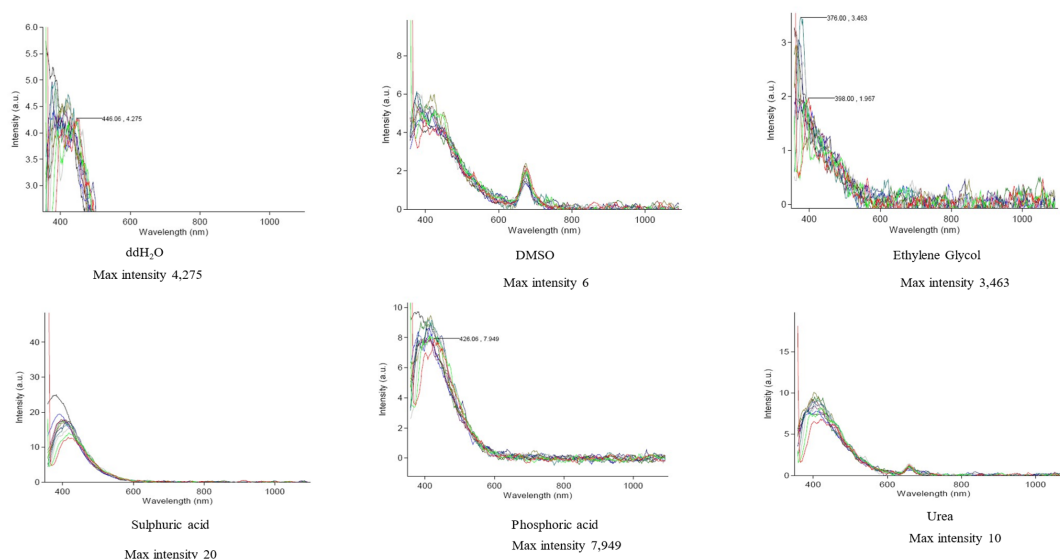 6.0
5.5
5.0
4.5
4.0
3.5
3.0
Intensity (a.u.)
446.06 , 4.275
400
600
800
1000
Wavelength (nm)
ddH₂O
Max intensity 4,275
8
6
4
2
0
Intensity (a.u.)
400
600
800
1000
Wavelength (nm)
DMSO
Max intensity 6
3
2
1
0
Intensity (a.u.)
376.00 , 3.463
398.00 , 1.967
400
600
800
1000
Wavelength (nm)
Ethylene Glycol
Max intensity 3,463
40
30
20
10
0
Intensity (a.u.)
400
600
800
1000
Wavelength (nm)
Sulphuric acid
Max intensity 20
10
8
6
4
2
0
Intensity (a.u.)
426.06 , 7.949
400
600
800
1000
Wavelength (nm)
Phosphoric acid
Max intensity 7,949
15
10
5
0
Intensity (a.u.)
400
600
800
1000
Wavelength (nm)
Urea
Max intensity 10